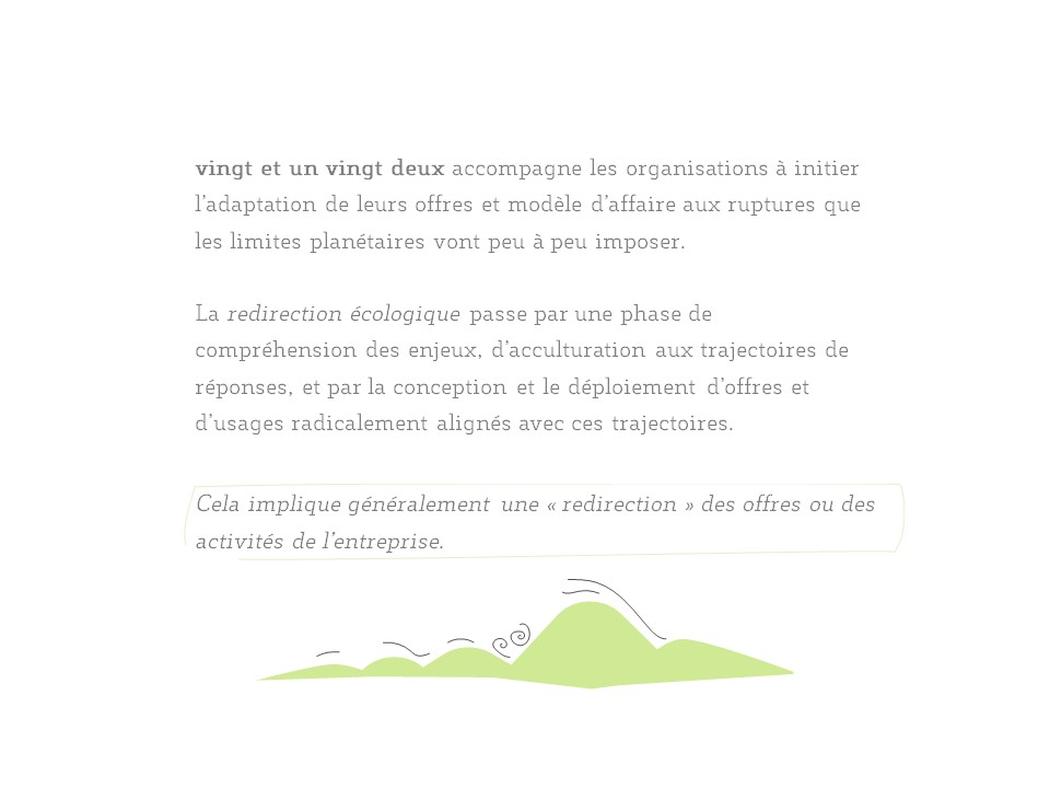 vingt et un vingt deux accompagne les organisations à initier
l'adaptation de leurs offres et modèle d'affaire aux ruptures que
les limites planétaires vont peu à peu imposer.
La redirection écologique passe par une phase de
compréhension des enjeux, d'acculturation aux trajectoires de
réponses, et par la conception et le déploiement d'offres et
d'usages radicalement alignés avec ces trajectoires.
Cela implique généralement une « redirection » des offres ou des
activités de l'entreprise.